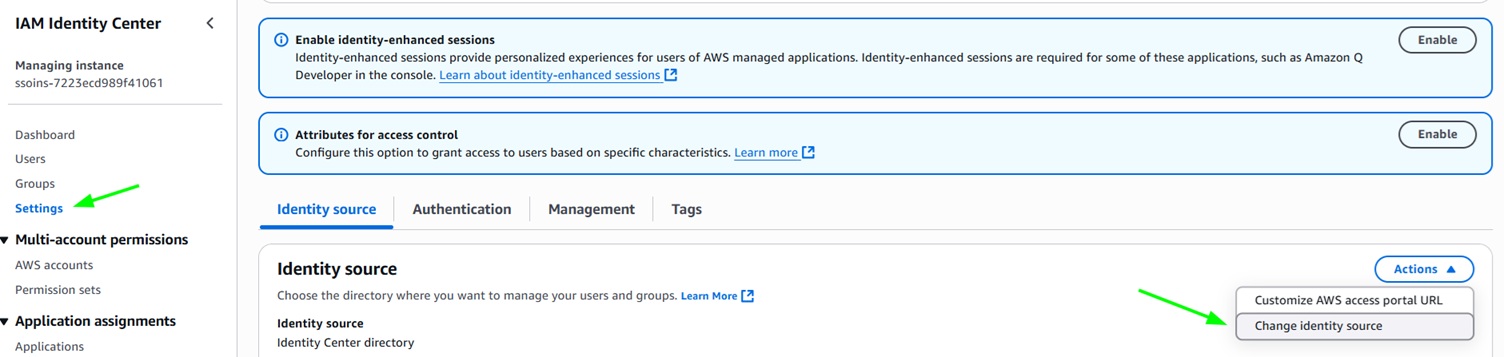 IAM Identity Center
Managing instance
ssoins-7223ecd989f41061
Dashboard
Users
Groups
Settings
Multi-account permissions
AWS accounts
Permission sets
Application assignments
Applications
Enable identity-enhanced sessions
Identity-enhanced sessions provide personalized experiences for users of AWS managed applications. Identity-enhanced sessions are required for some of these applications, such as Amazon Q
Developer in the console. Learn about identity-enhanced sessions
Enable
Attributes for access control
Configure this option to grant access to users based on specific characteristics. Learn more
Enable
Identity source
Authentication
Management
Tags
Identity source
Actions
Choose the directory where you want to manage your users and groups. Learn More
Customize AWS access portal URL
Change identity source
Identity source
Identity Center directory